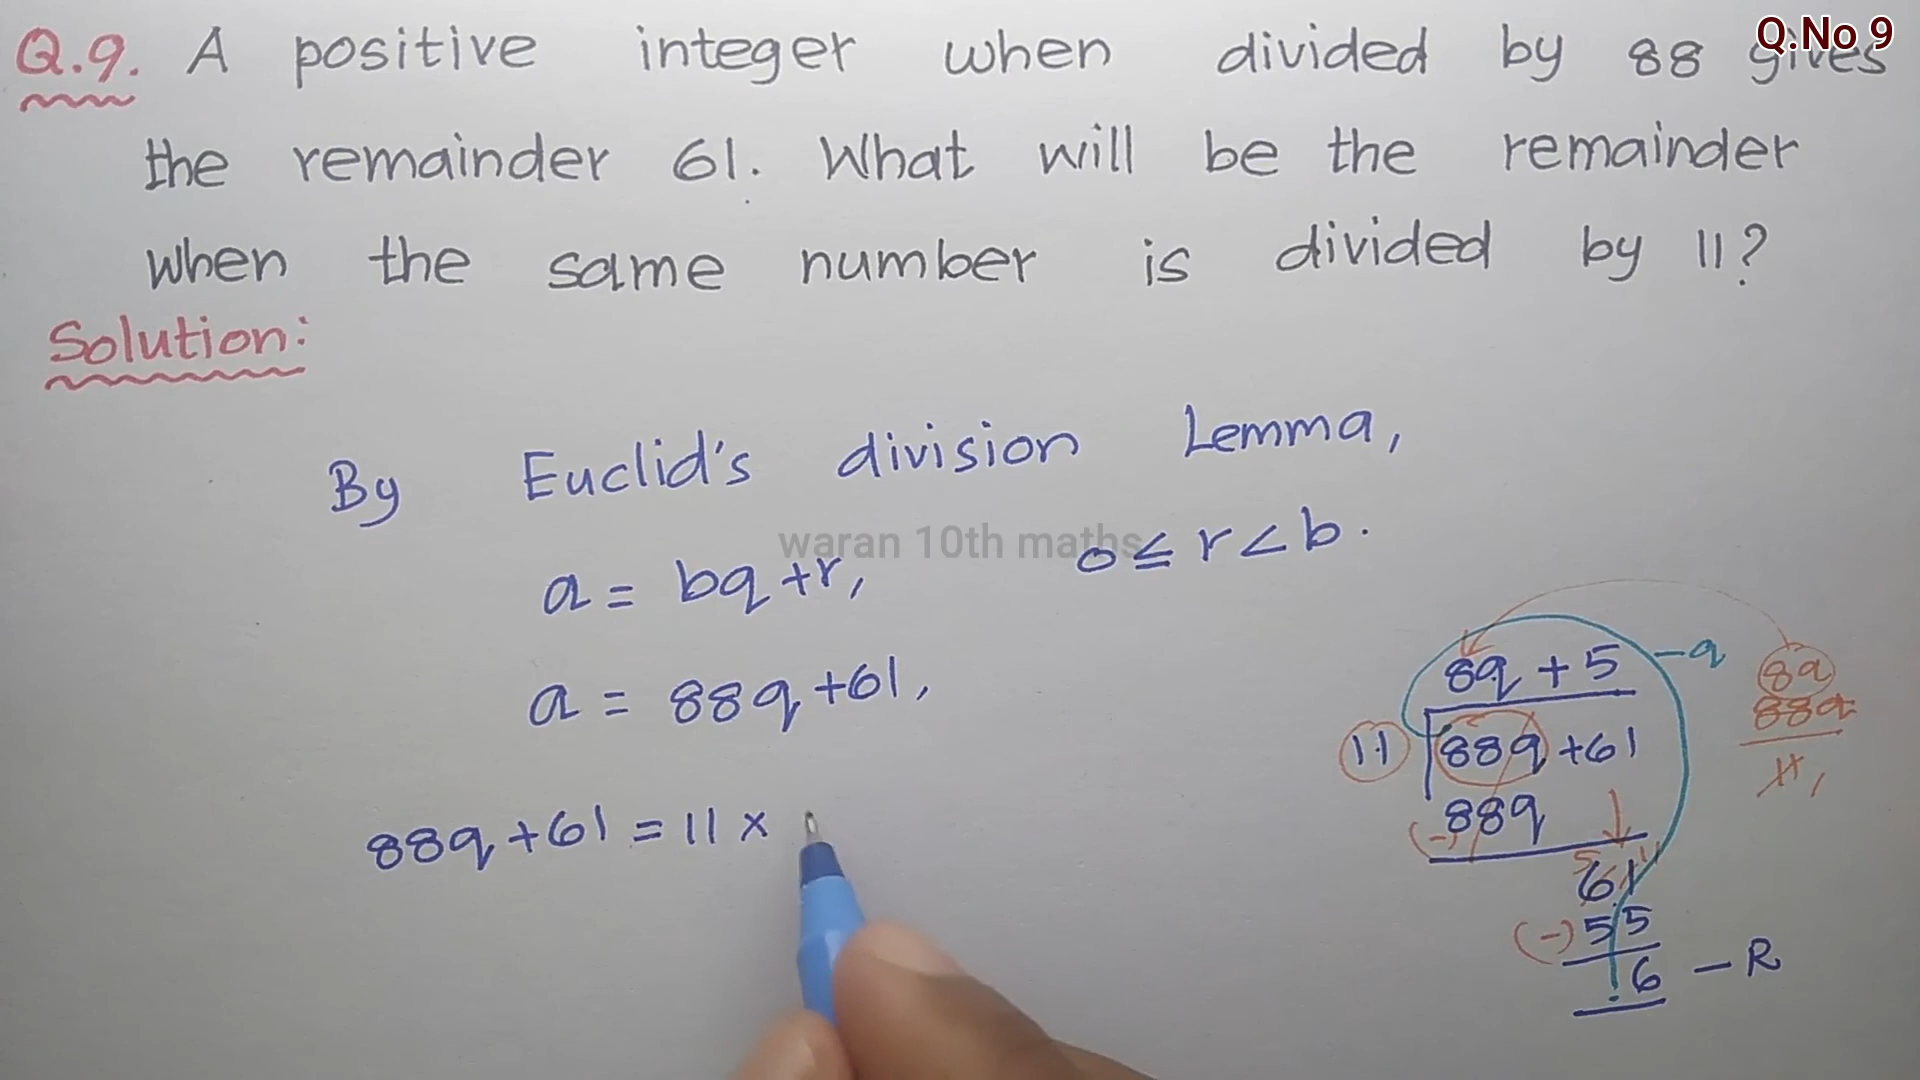 Q.No 9
Q.9. A positive integer when divided by 88 gives
the remainder 61. What will be the remainder
when the same number is divided by 11?
Solution:
By Euclid's division Lemma,
waran 10th maths
a = bq + r, 0 ≤ r < b.
a = 88q + 61,
88q + 61 = 11 ×
8q + 5 - q
11 88q + 61
(-) 88q
61
(-) 55
6 - R
8q
88q
11,